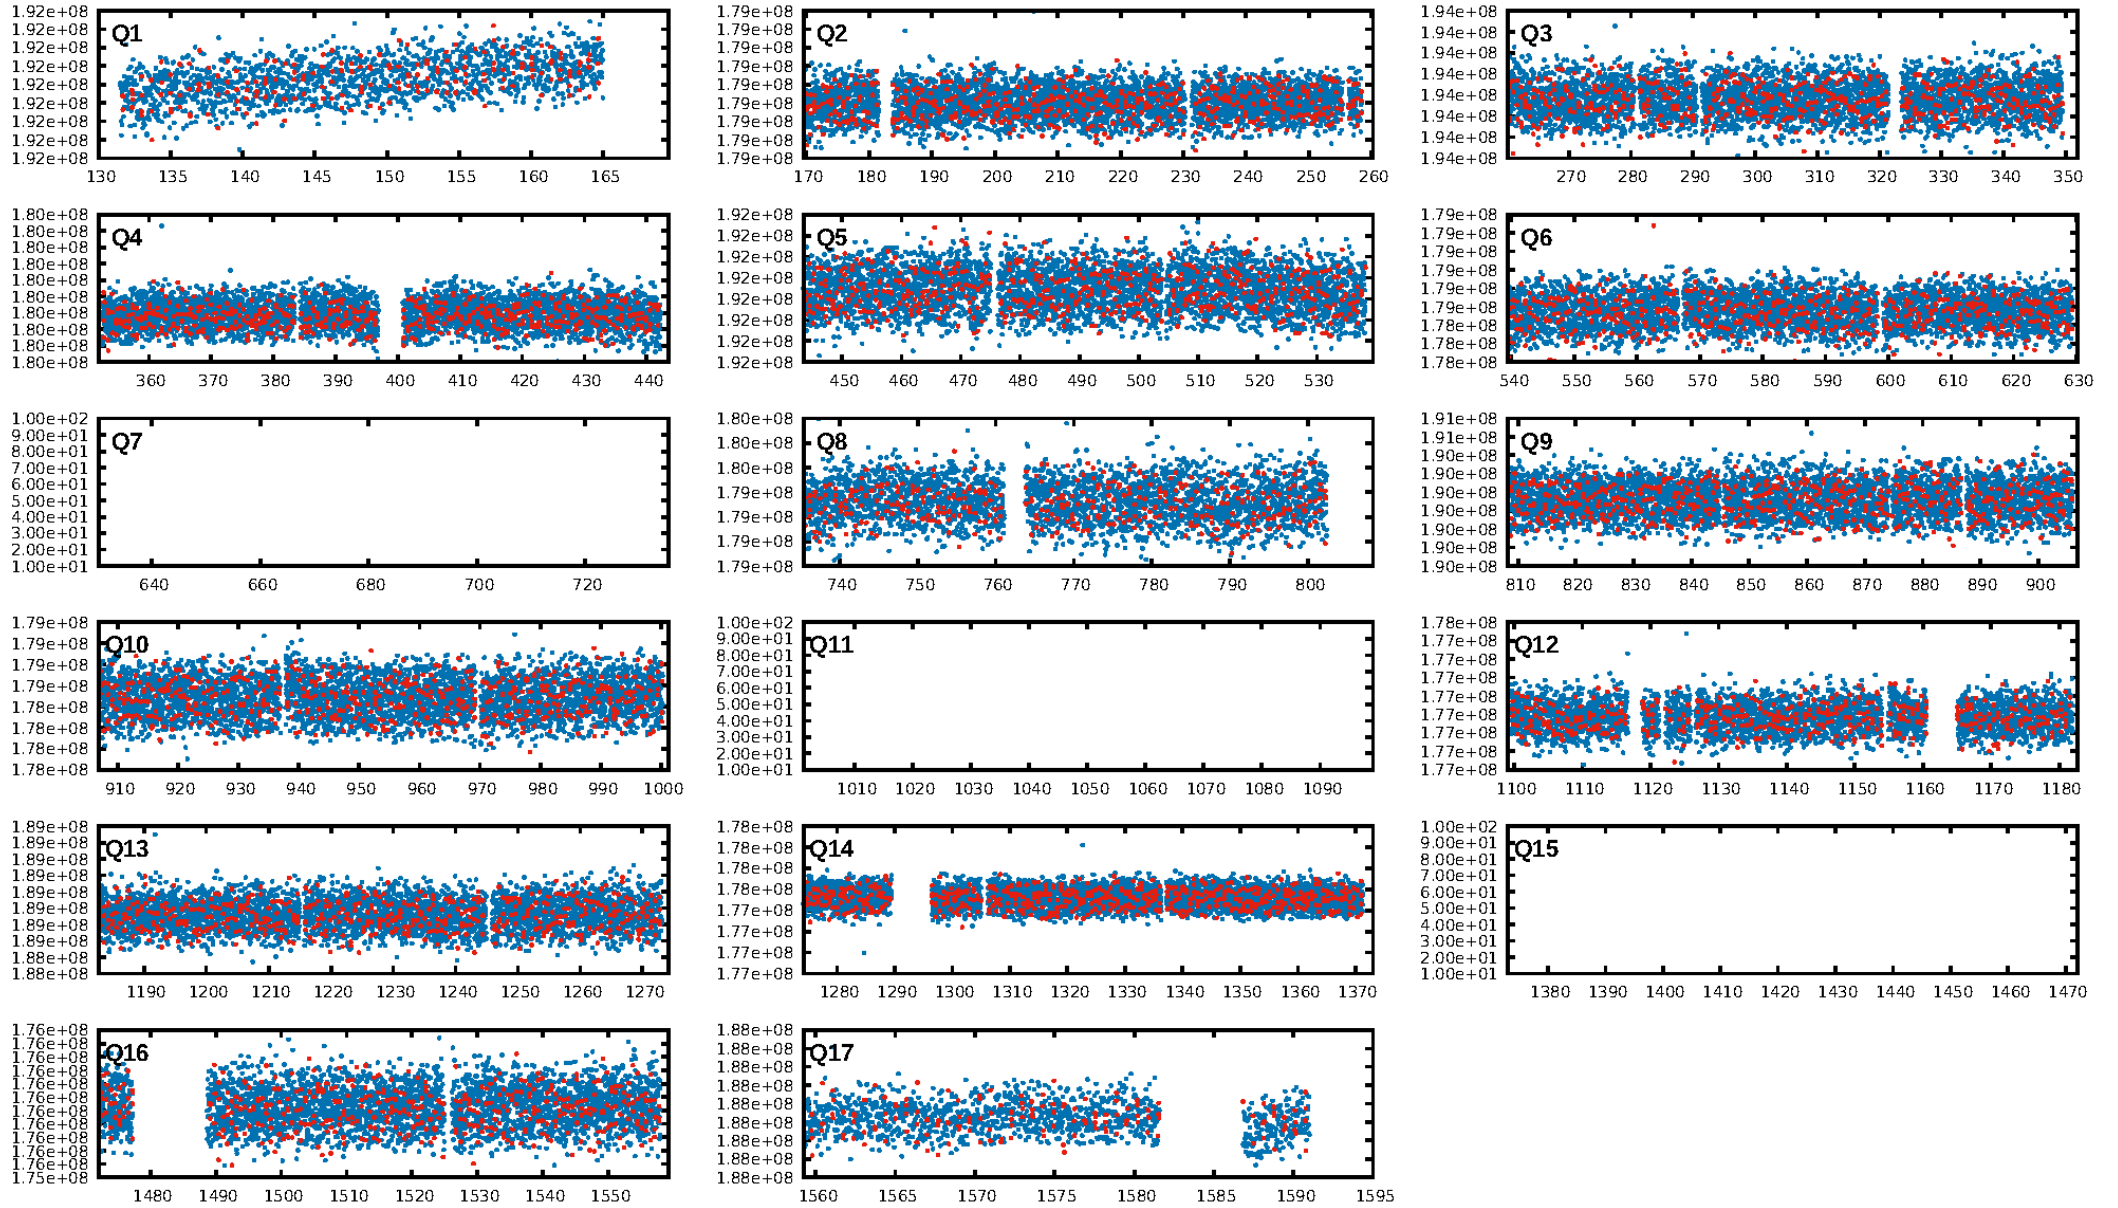 Q1
1.92e+08
1.92e+08
1.92e+08
1.92e+08
1.92e+08
1.92e+08
1.92e+08
1.92e+08
1.92e+08
130 135 140 145 150 155 160 165
Q2
1.79e+08
1.79e+08
1.79e+08
1.79e+08
1.79e+08
1.79e+08
1.79e+08
1.79e+08
1.79e+08
170 180 190 200 210 220 230 240 250 260
Q3
1.94e+08
1.94e+08
1.94e+08
1.94e+08
1.94e+08
1.94e+08
1.94e+08
1.94e+08
270 280 290 300 310 320 330 340 350
Q4
1.80e+08
1.80e+08
1.80e+08
1.80e+08
1.80e+08
1.80e+08
1.80e+08
1.80e+08
1.80e+08
1.80e+08
360 370 380 390 400 410 420 430 440
Q5
1.92e+08
1.92e+08
1.92e+08
1.92e+08
1.92e+08
1.92e+08
1.92e+08
1.92e+08
450 460 470 480 490 500 510 520 530
Q6
1.79e+08
1.79e+08
1.79e+08
1.79e+08
1.79e+08
1.79e+08
1.78e+08
1.78e+08
1.78e+08
540 550 560 570 580 590 600 610 620 630
Q7
1.00e+02
9.00e+01
8.00e+01
7.00e+01
6.00e+01
5.00e+01
4.00e+01
3.00e+01
2.00e+01
1.00e+01
640 660 680 700 720
Q8
1.80e+08
1.80e+08
1.80e+08
1.79e+08
1.79e+08
1.79e+08
1.79e+08
740 750 760 770 780 790 800
Q9
1.91e+08
1.91e+08
1.90e+08
1.90e+08
1.90e+08
1.90e+08
1.90e+08
1.90e+08
1.90e+08
810 820 830 840 850 860 870 880 890 900
Q10
1.79e+08
1.79e+08
1.79e+08
1.79e+08
1.78e+08
1.78e+08
1.78e+08
1.78e+08
910 920 930 940 950 960 970 980 990 1000
Q11
1.00e+02
9.00e+01
8.00e+01
7.00e+01
6.00e+01
5.00e+01
4.00e+01
3.00e+01
2.00e+01
1.00e+01
1010 1020 1030 1040 1050 1060 1070 1080 1090
Q12
1.78e+08
1.77e+08
1.77e+08
1.77e+08
1.77e+08
1.77e+08
1.77e+08
1.77e+08
1.77e+08
1100 1110 1120 1130 1140 1150 1160 1170 1180
Q13
1.89e+08
1.89e+08
1.89e+08
1.89e+08
1.89e+08
1.89e+08
1.89e+08
1.89e+08
1.88e+08
1.88e+08
1190 1200 1210 1220 1230 1240 1250 1260 1270
Q14
1.78e+08
1.78e+08
1.78e+08
1.78e+08
1.77e+08
1.77e+08
1.77e+08
1.77e+08
1280 1290 1300 1310 1320 1330 1340 1350 1360 1370
Q15
1.00e+02
9.00e+01
8.00e+01
7.00e+01
6.00e+01
5.00e+01
4.00e+01
3.00e+01
2.00e+01
1.00e+01
1380 1390 1400 1410 1420 1430 1440 1450 1460 1470
Q16
1.76e+08
1.76e+08
1.76e+08
1.76e+08
1.76e+08
1.76e+08
1.76e+08
1.76e+08
1.76e+08
1.76e+08
1.76e+08
1.75e+08
1480 1490 1500 1510 1520 1530 1540 1550
Q17
1.88e+08
1.88e+08
1.88e+08
1.88e+08
1.88e+08
1.88e+08
1.88e+08
1.88e+08
1.88e+08
1560 1565 1570 1575 1580 1585 1590 1595